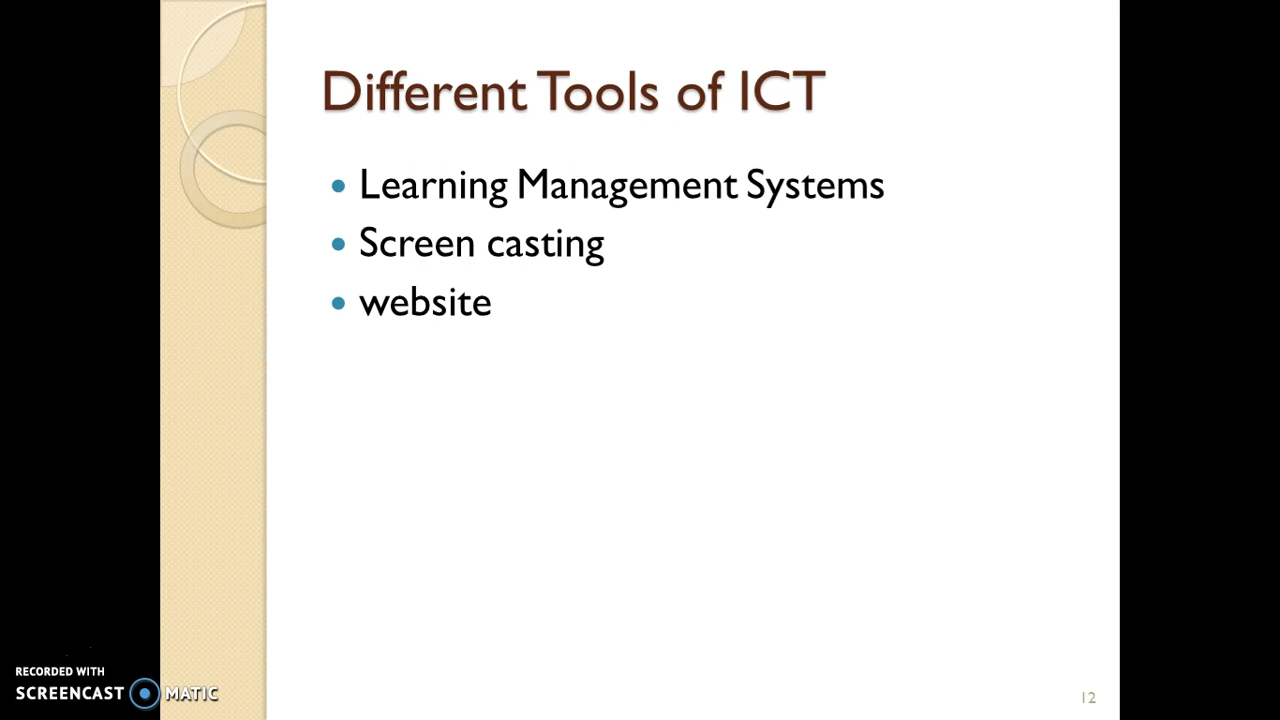 Different Tools of ICT
Learning Management Systems
Screen casting
website
RECORDED WITH
SCREENCAST MATIC
12